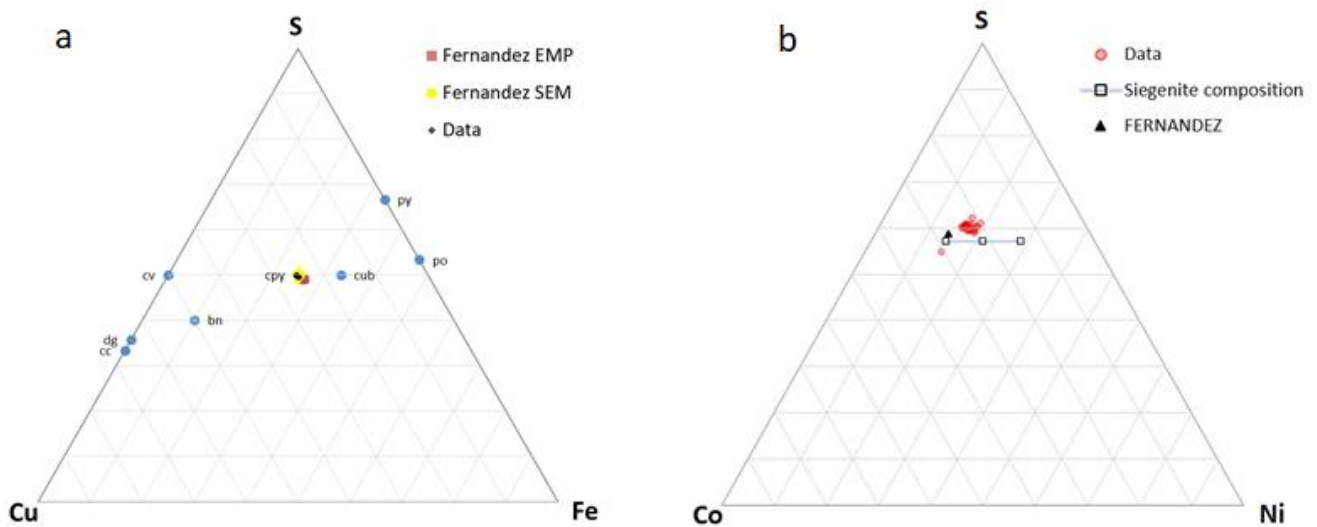 a
S
Fernandez EMP
Fernandez SEM
Data
py
po
cv
cpy
cub
bn
dg
cc
Cu
Fe
b
S
Data
Siegenite composition
FERNANDEZ
Co
Ni